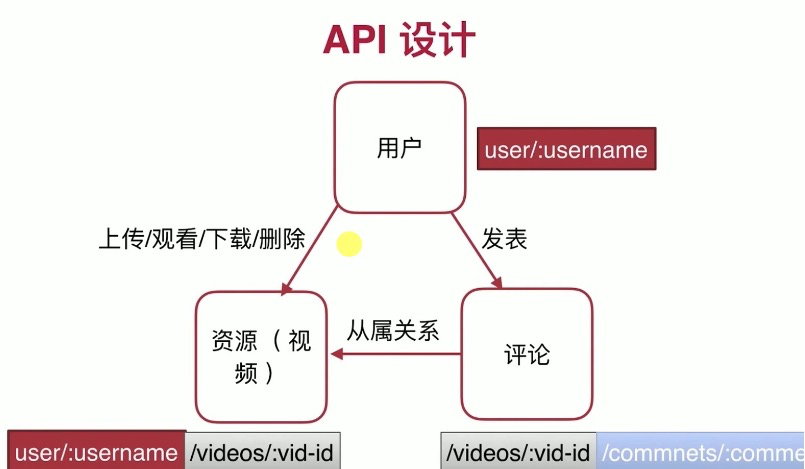 API 设计
用户
user/:username
上传/观看/下载/删除
发表
资源（视
频）
从属关系
评论
user/:username/videos/:vid-id
/videos/:vid-id/commnets/:comme